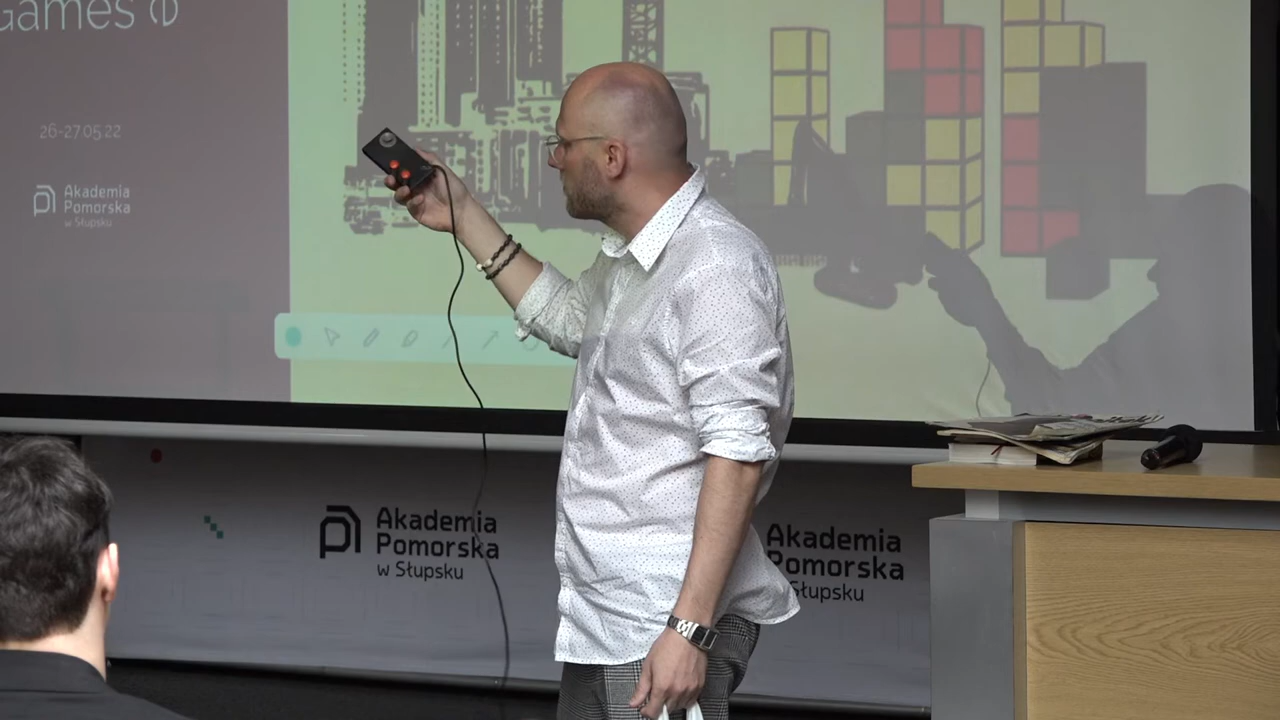 Games
26-27.05.22
Akademia
Pomorska
w Słupsku
Akademia
Pomorska
w Słupsku
Akademia
Pomorska
Słupsku